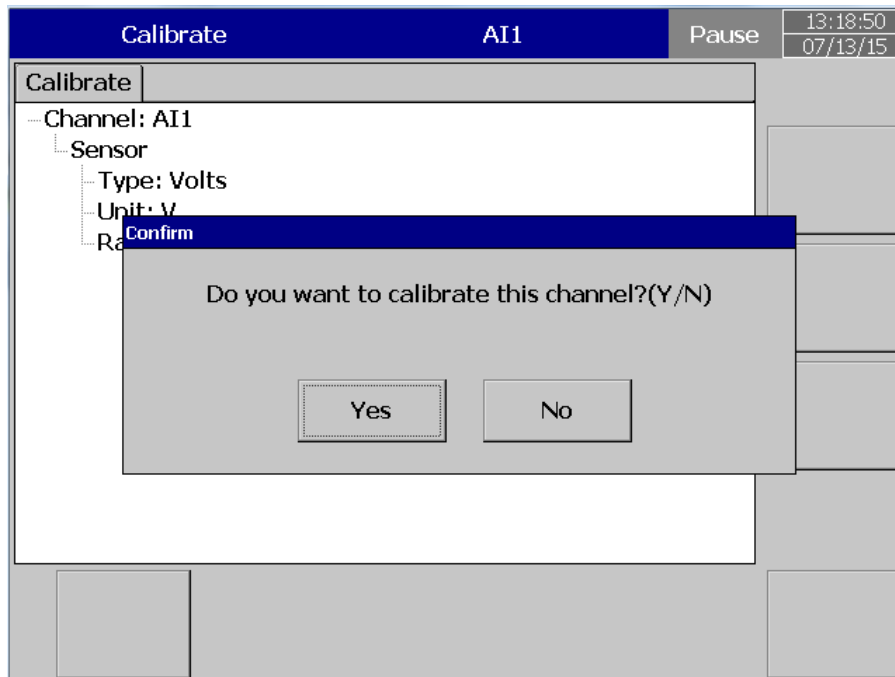 Calibrate AI1 Pause 13:18:50
07/13/15
Calibrate
Channel: AI1
Sensor
Type: Volts
Unit: V
Ra
Confirm
Do you want to calibrate this channel?(Y/N)
Yes No